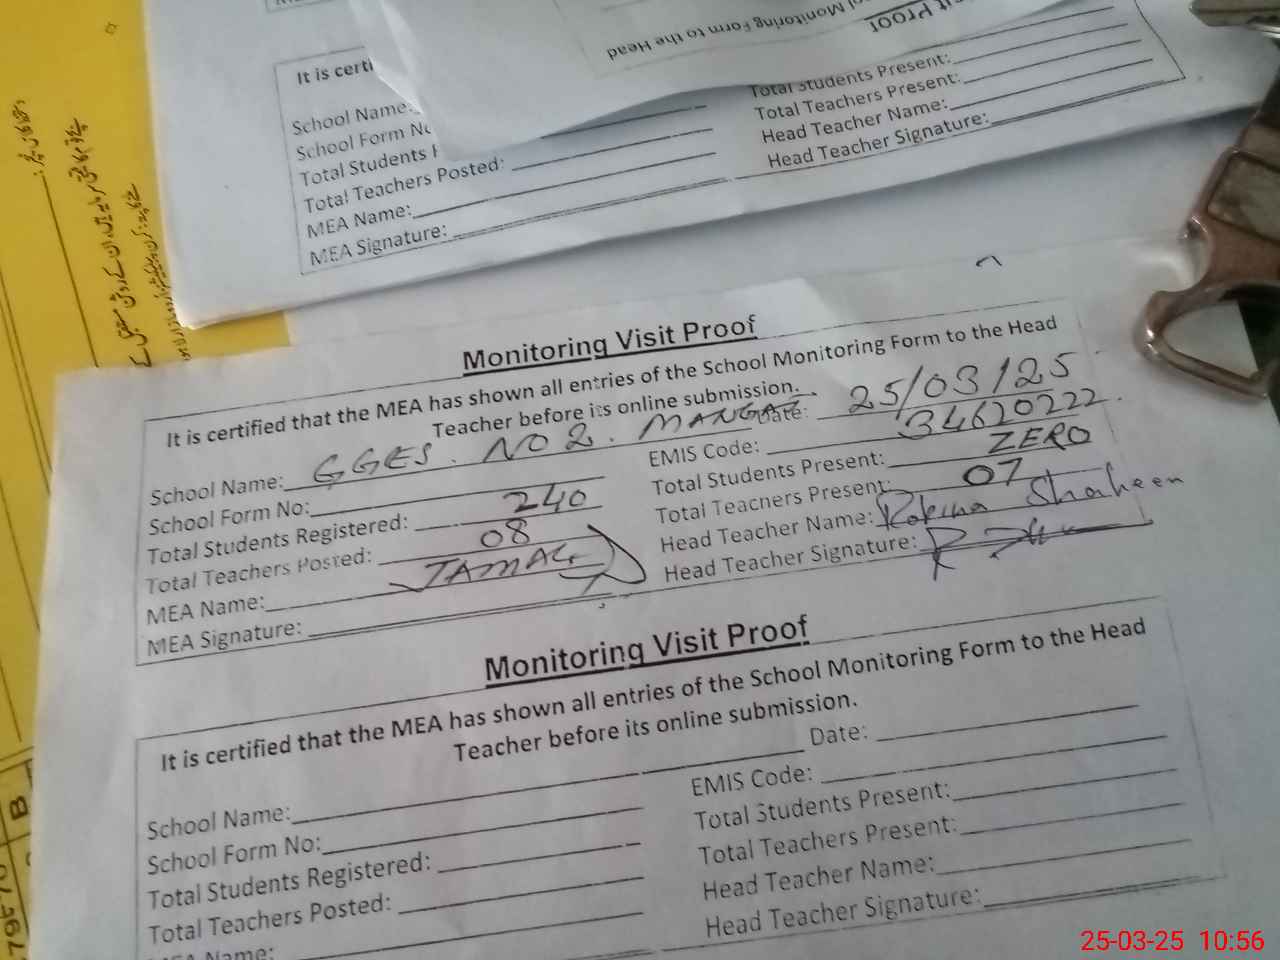 Monitoring Form to the Head
It is certi
School Name:
School Form No
Total Students
Total Teachers Posted:
MEA Name:
MEA Signature:
Total Students Present:
Total Teachers Present:
Head Teacher Name:
Head Teacher Signature:
Monitoring Visit Proof
It is certified that the MEA has shown all entries of the School Monitoring Form to the Head
Teacher before its online submission.
School Name: GGES. NO 2. MANGAT Date: 25/03/25
School Form No: EMIS Code: 34620222
Total Students Registered: 240 Total Students Present: ZERO
Total Teachers Posted: 08 Total Teachers Present: 07
MEA Name: JAMAL Head Teacher Name: Robina Shaheen
MEA Signature: Head Teacher Signature:
Monitoring Visit Proof
It is certified that the MEA has shown all entries of the School Monitoring Form to the Head
Teacher before its online submission.
School Name: Date:
School Form No: EMIS Code:
Total Students Registered: Total Students Present:
Total Teachers Posted: Total Teachers Present:
MEA Name: Head Teacher Name:
Head Teacher Signature:
B
25-03-25 10:56